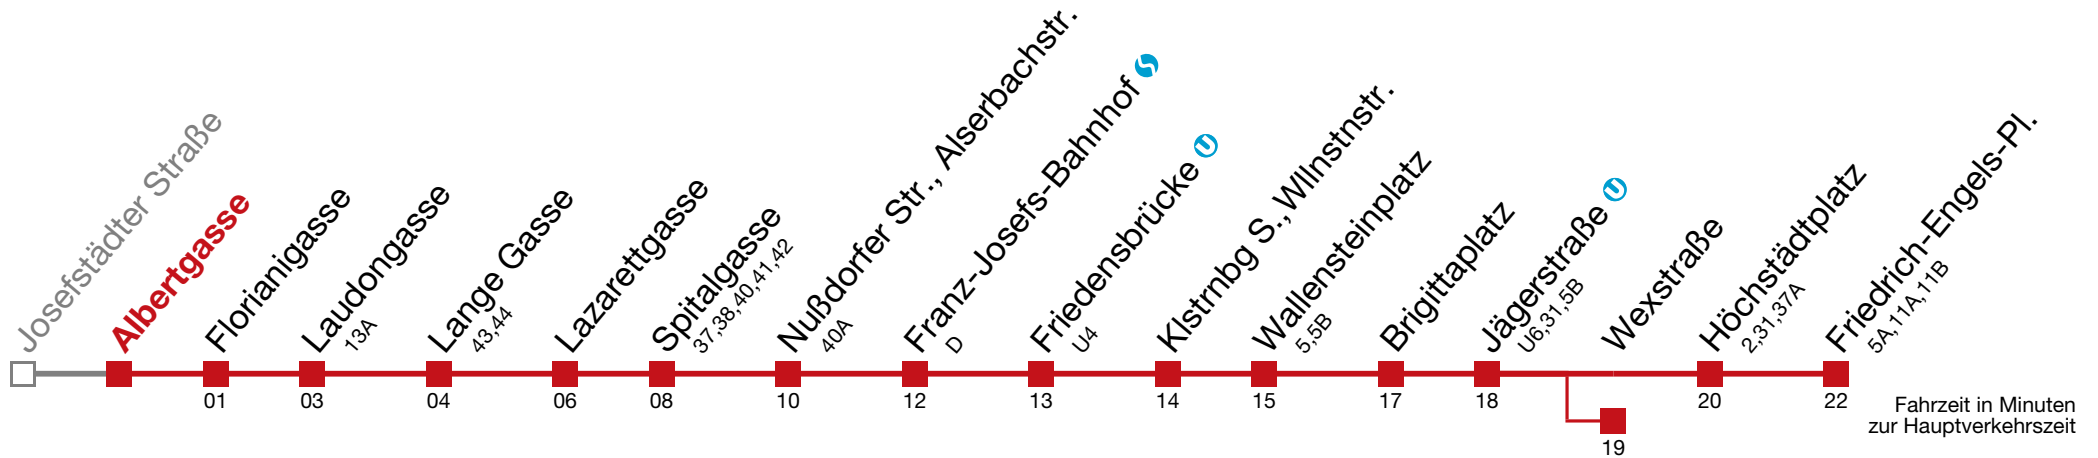 Josefstädter Straße
Albertgasse
Florianigasse
Laudongasse
13A
Lange Gasse
43,44
Lazarettgasse
Spitalgasse
37,38,40,41,42
Nußdorfer Str., Alserbachstr.
40A
Franz-Josefs-Bahnhof S
D
Friedensbrücke U
U4
Klstrnbg S., Wllnstnstr.
Wallensteinplatz
5,5B
Brigittaplatz
Jägerstraße U
U6,31,5B
Wexstraße
Höchstädtplatz
2,31,37A
Friedrich-Engels-Pl.
5A,11A,11B
01 03 04 06 08 10 12 13 14 15 17 18 20 22
19
Fahrzeit in Minuten
zur Hauptverkehrszeit